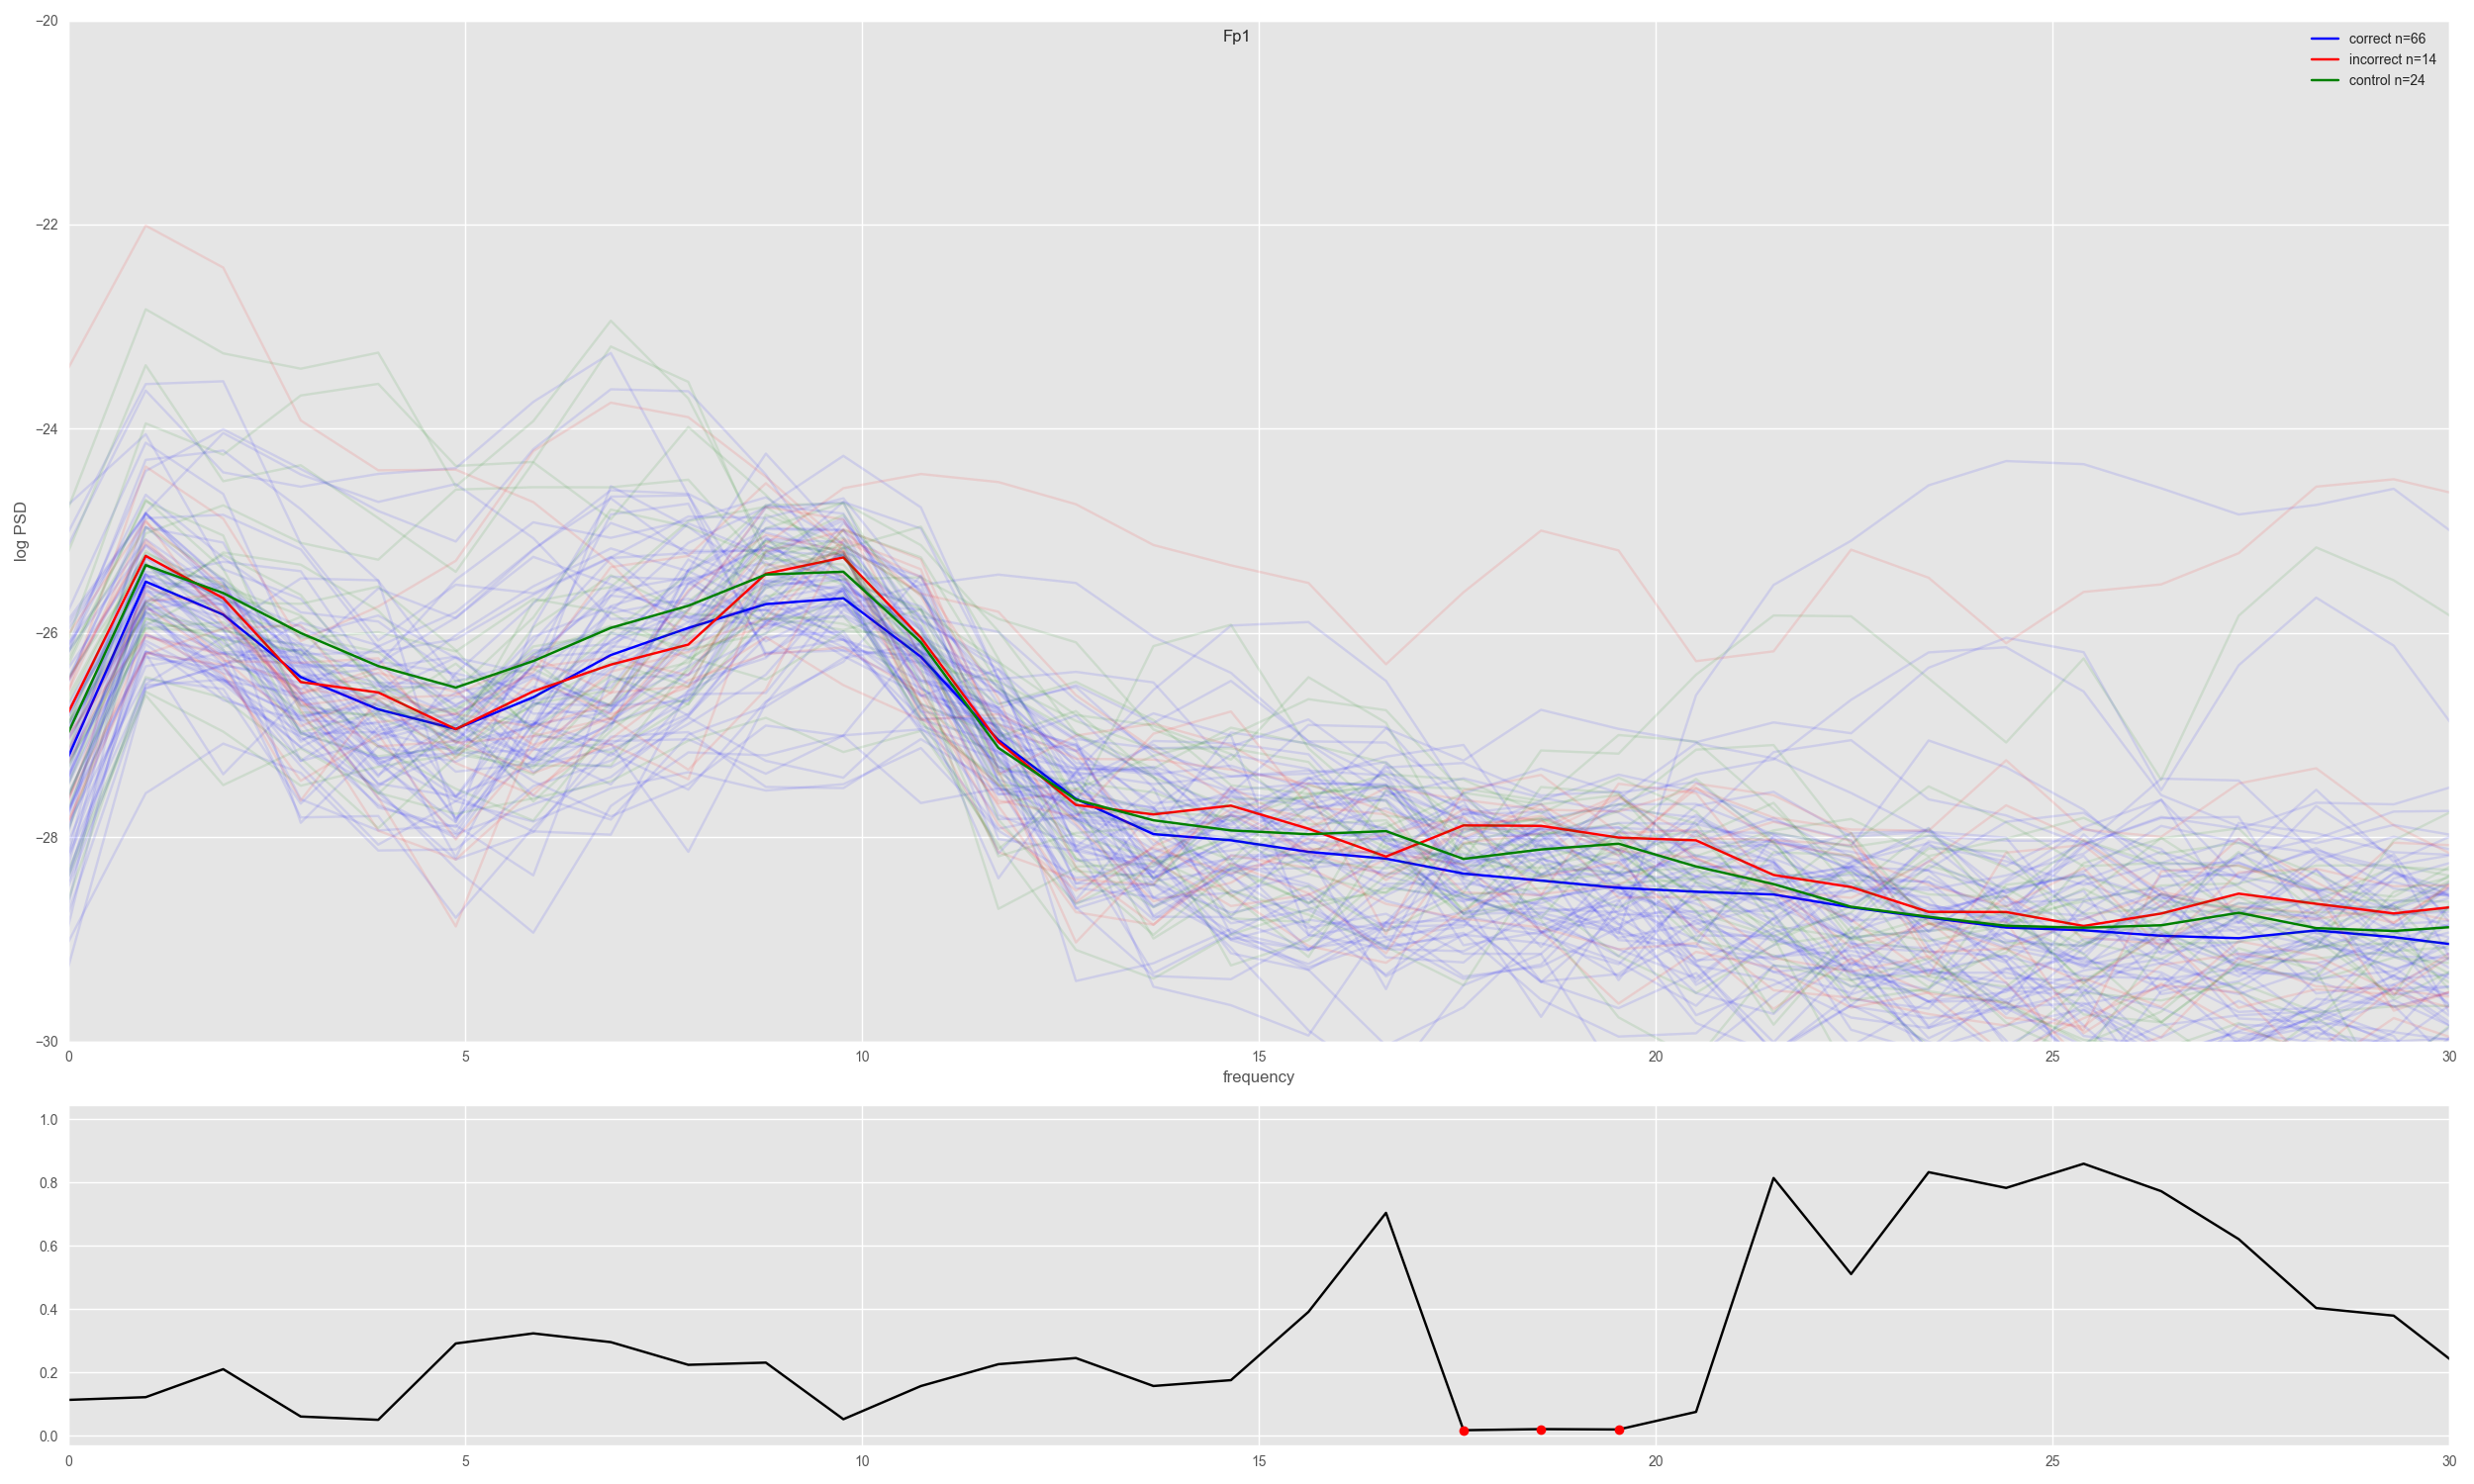 Fp1
correct n=66
incorrect n=14
control n=24
−20
−22
−24
−26
−28
−30
log PSD
0 5 10 15 20 25 30
frequency
1.0
0.8
0.6
0.4
0.2
0.0
0 5 10 15 20 25 30